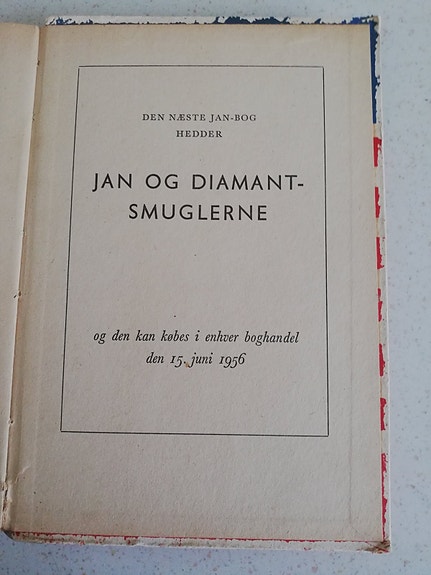 DEN NÆSTE JAN-BOG
HEDDER
JAN OG DIAMANT-
SMUGLERNE
og den kan købes i enhver boghandel
den 15. juni 1956